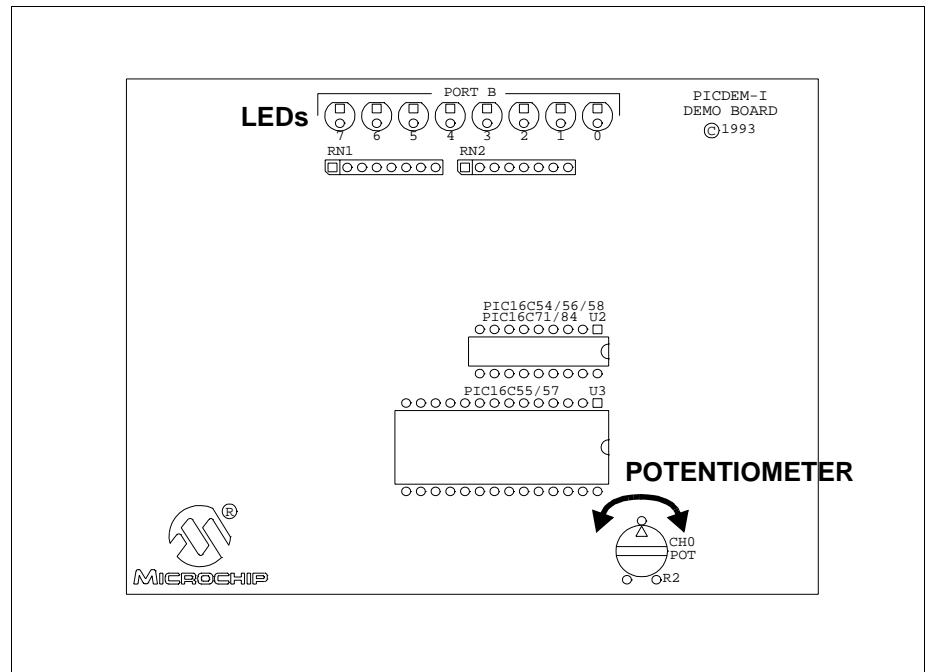 PORT B
LEDs
7 6 5 4 3 2 1 0
RN1 RN2
PICDEM-I
DEMO BOARD
©1993
PIC16C54/56/58
PIC16C71/84 U2
PIC16C55/57 U3
POTENTIOMETER
CH0
POT
R2
®
MICROCHIP